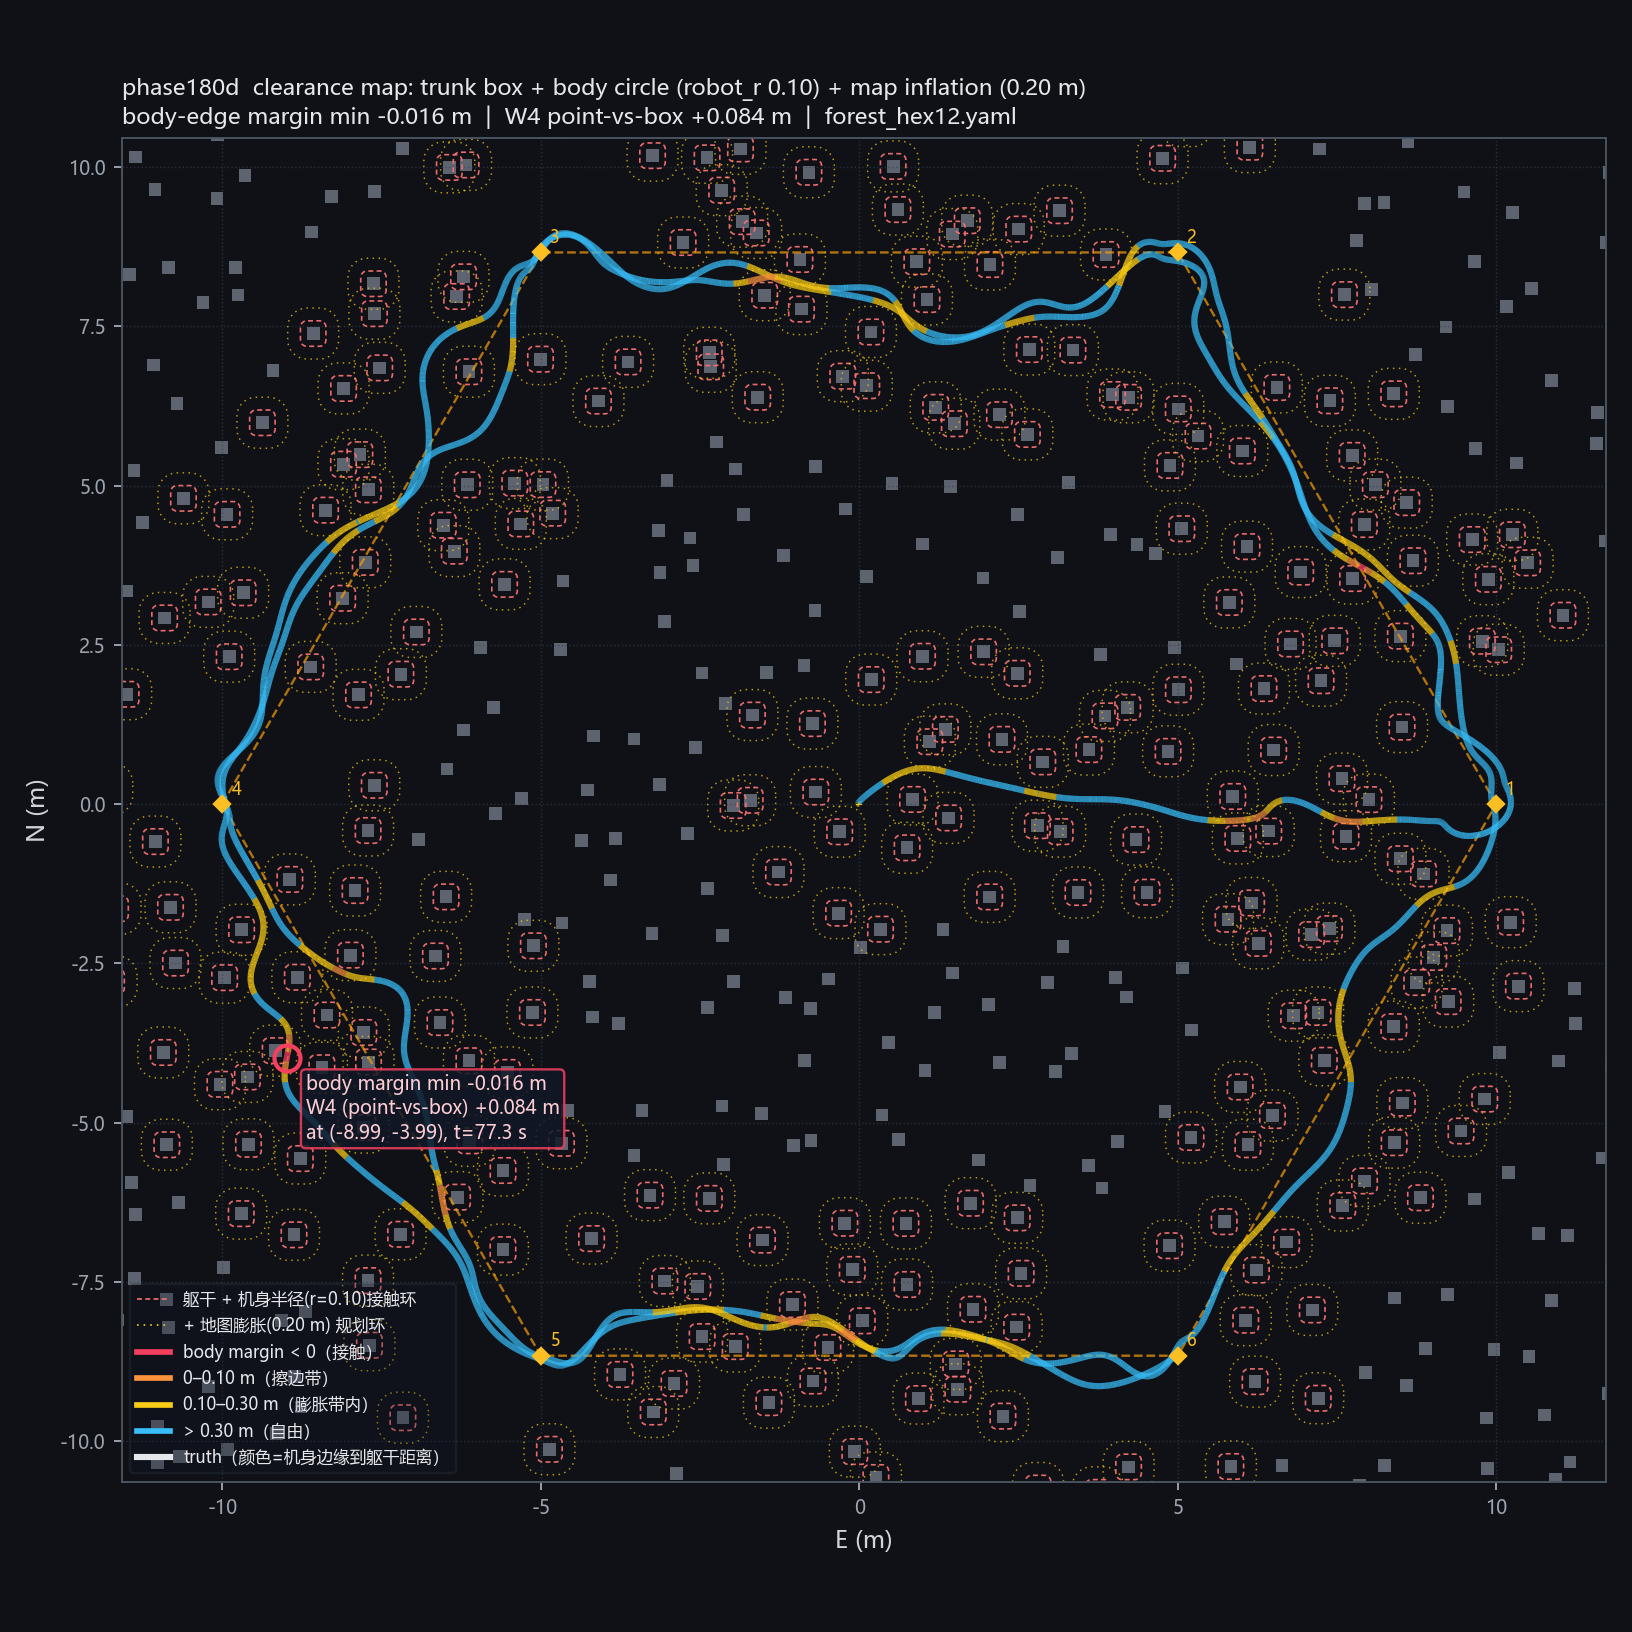 phase180d clearance map: trunk box + body circle (robot_r 0.10) + map inflation (0.20 m)
body-edge margin min -0.016 m | W4 point-vs-box +0.084 m | forest_hex12.yaml
10.0
7.5
5.0
2.5
0.0
-2.5
-5.0
-7.5
-10.0
N (m)
3
2
4
1
body margin min -0.016 m
W4 (point-vs-box) +0.084 m
at (-8.99, -3.99), t=77.3 s
5
6
躯干 + 机身半径(r=0.10)接触环
+ 地图膨胀(0.20 m) 规划环
body margin < 0（接触）
0–0.10 m（擦边带）
0.10–0.30 m（膨胀带内）
> 0.30 m（自由）
truth（颜色=机身边缘到躯干距离）
-10
-5
0
5
10
E (m)